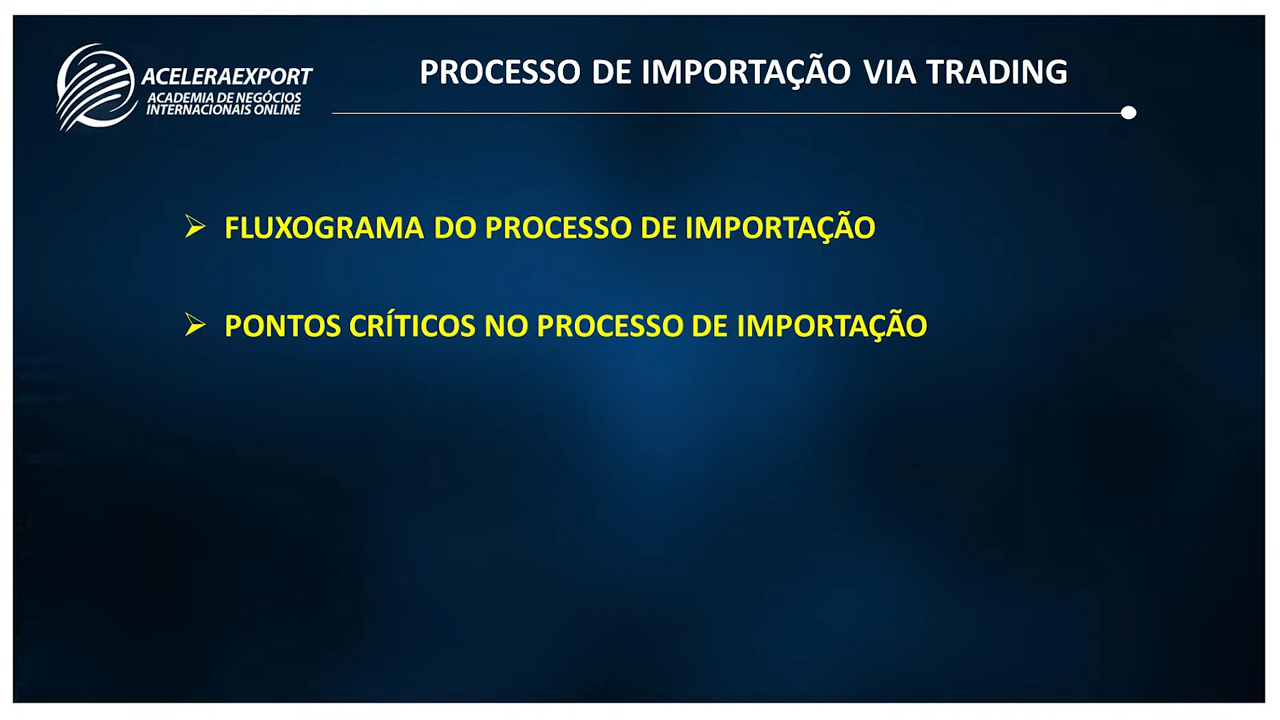 ACELERAEXPORT
ACADEMIA DE NEGÓCIOS
INTERNACIONAIS ONLINE
PROCESSO DE IMPORTAÇÃO VIA TRADING
FLUXOGRAMA DO PROCESSO DE IMPORTAÇÃO
PONTOS CRÍTICOS NO PROCESSO DE IMPORTAÇÃO